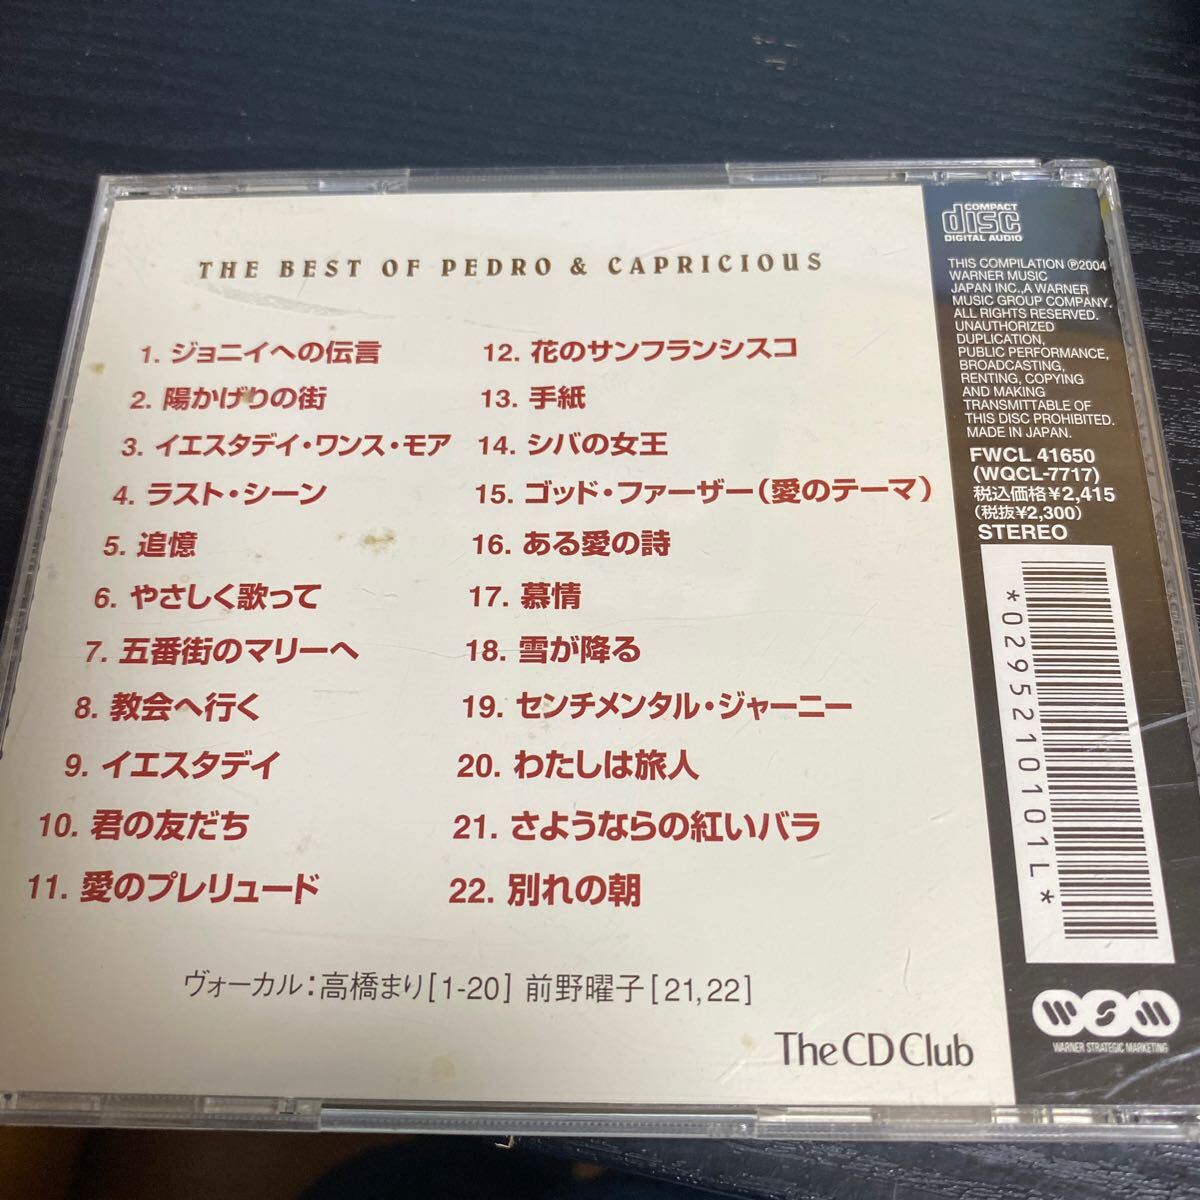 THE BEST OF PEDRO & CAPRICIOUS
1. ジョニイへの伝言
2. 陽かげりの街
3. イエスタデイ・ワンス・モア
4. ラスト・シーン
5. 追憶
6. やさしく歌って
7. 五番街のマリーへ
8. 教会へ行く
9. イエスタデイ
10. 君の友だち
11. 愛のプレリュード
12. 花のサンフランシスコ
13. 手紙
14. シバの女王
15. ゴッド・ファーザー(愛のテーマ)
16. ある愛の詩
17. 慕情
18. 雪が降る
19. センチメンタル・ジャーニー
20. わたしは旅人
21. さようならの紅いバラ
22. 別れの朝
ヴォーカル:高橋まり[1-20] 前野曜子[21,22]
The CD Club
COMPACT
disc
DIGITAL AUDIO
THIS COMPILATION ℗2004
WARNER MUSIC
JAPAN INC.,A WARNER
MUSIC GROUP COMPANY.
ALL RIGHTS RESERVED.
UNAUTHORIZED
DUPLICATION,
PUBLIC PERFORMANCE,
BROADCASTING,
RENTING, COPYING
AND MAKING
TRANSMITTABLE OF
THIS DISC PROHIBITED.
MADE IN JAPAN.
FWCL 41650
(WQCL-7717)
税込価格¥2,415
(税抜¥2,300)
STEREO
*0295210101L*
WSM
WARNER STRATEGIC MARKETING